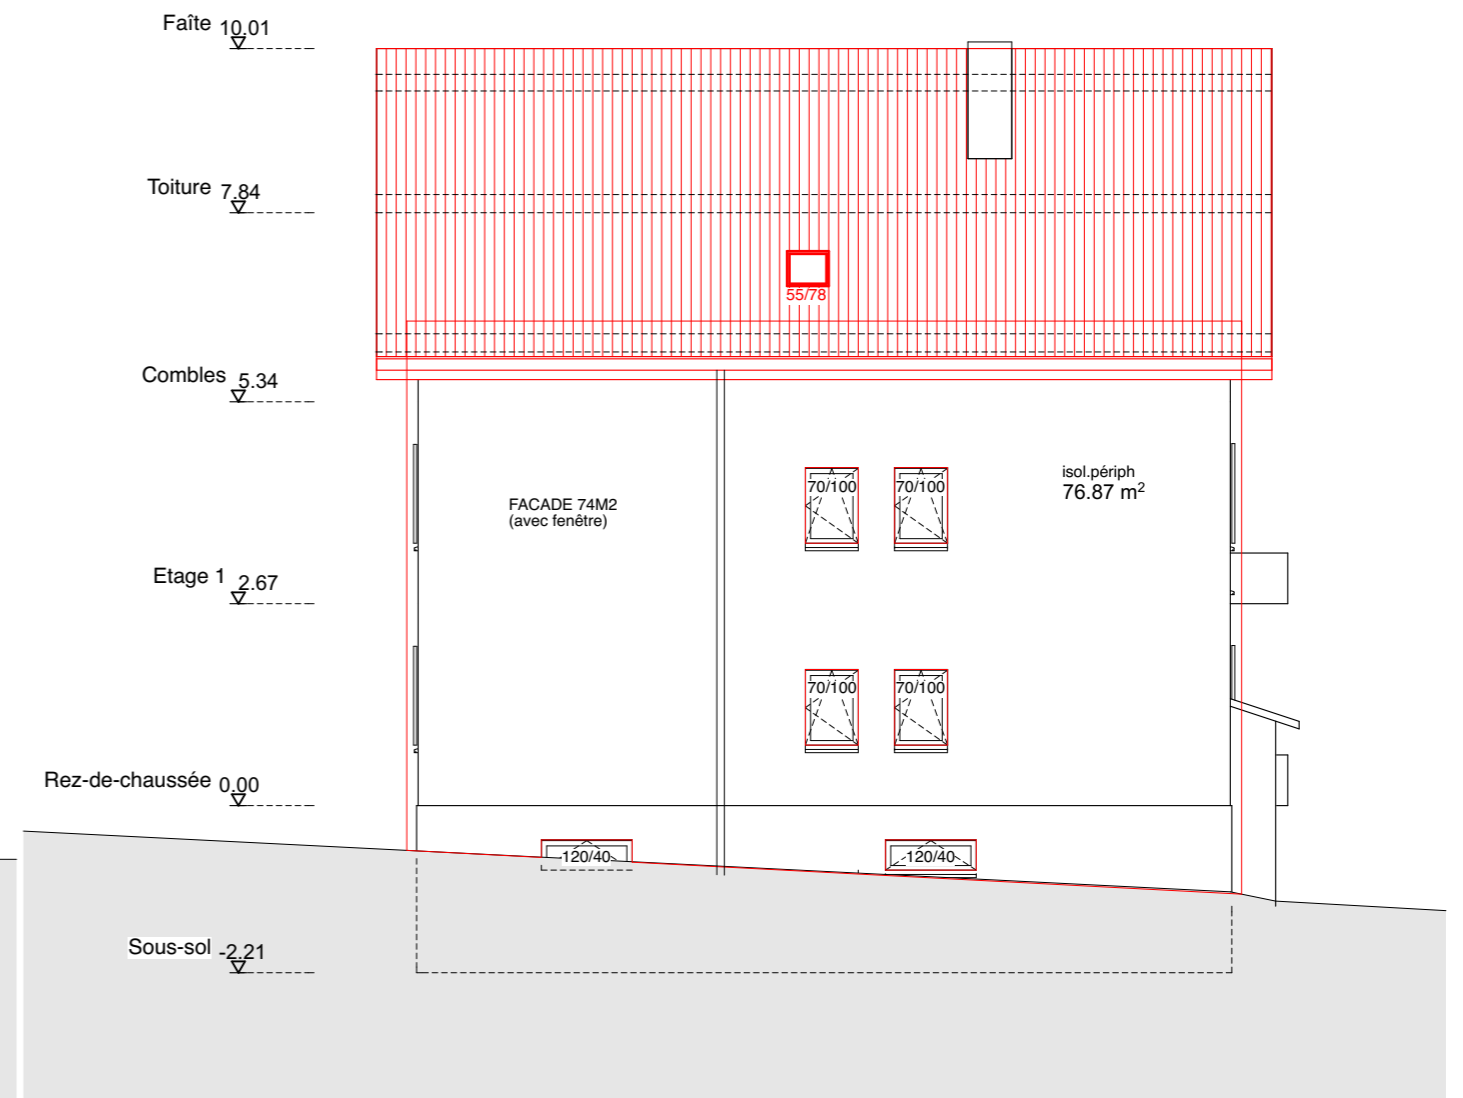 Faîte 10.01
Toiture 7.84
55/78
Combles 5.34
70/100 70/100
isol.périph
76.87 m²
FACADE 74M2
(avec fenêtre)
Etage 1 2.67
70/100 70/100
Rez-de-chaussée 0.00
120/40 120/40
Sous-sol -2.21